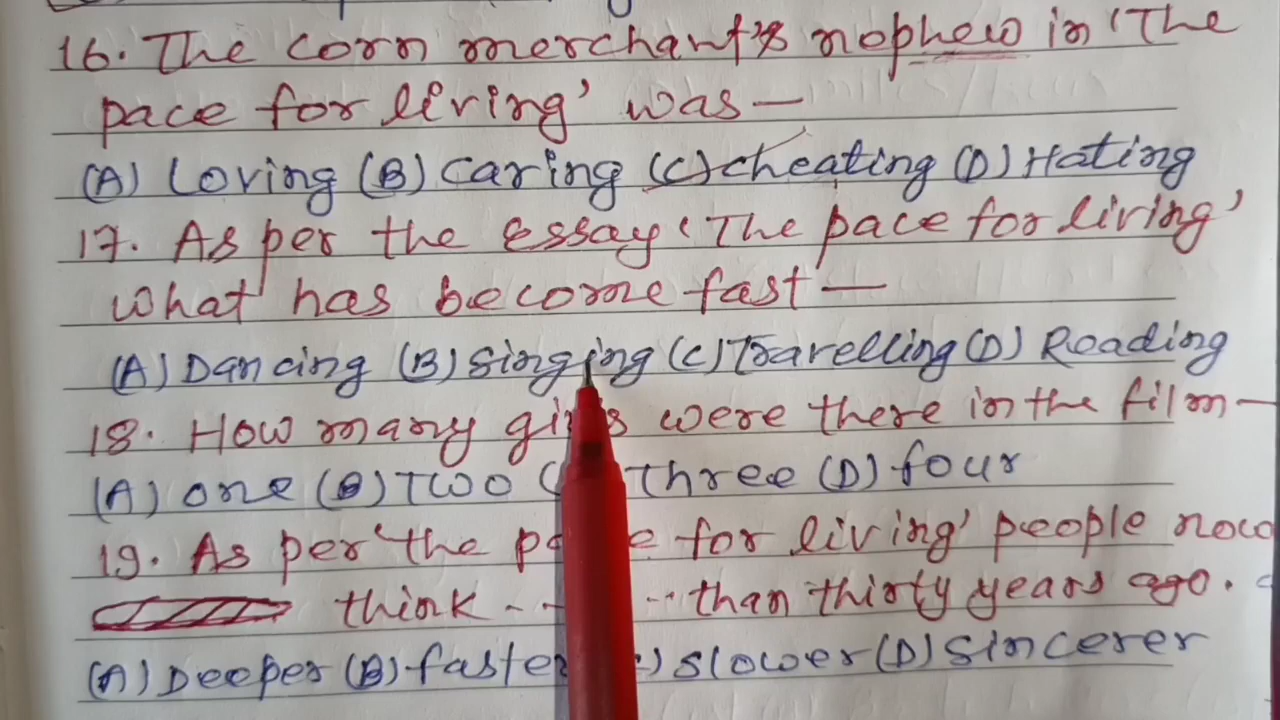 16. The corn merchant's nephew in 'The
pace for living' was —
(A) Loving (B) Caring (C) cheating (D) Hating
17. As per the essay 'The pace for living'
what has become fast —
(A) Dancing (B) Singing (C) Travelling (D) Reading
18. How many were there in the film —
(A) one (B) Two Three (D) four
19. As per 'the for living' people now
think - - .. than thirty years ago.
(A) Deeper (B) faster slower (D) Sincerer